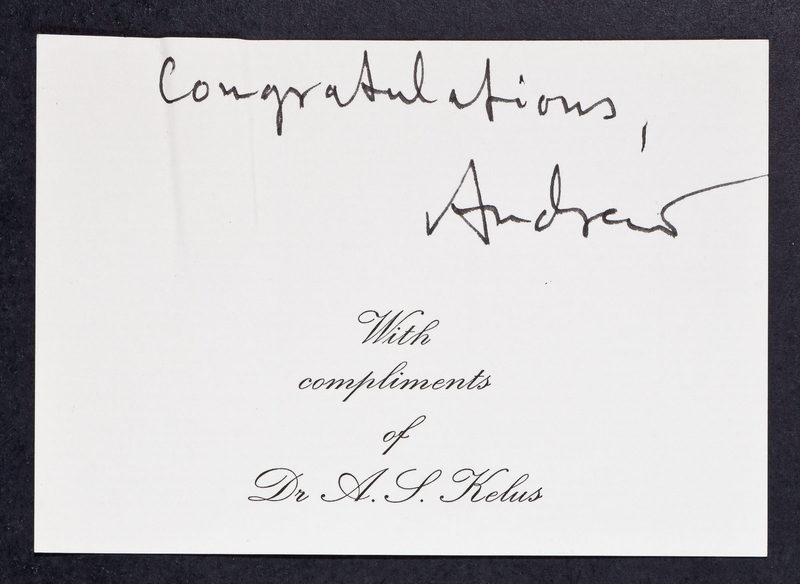 Congratulations,
Andrew
With
compliments
of
Dr A. S. Kelus